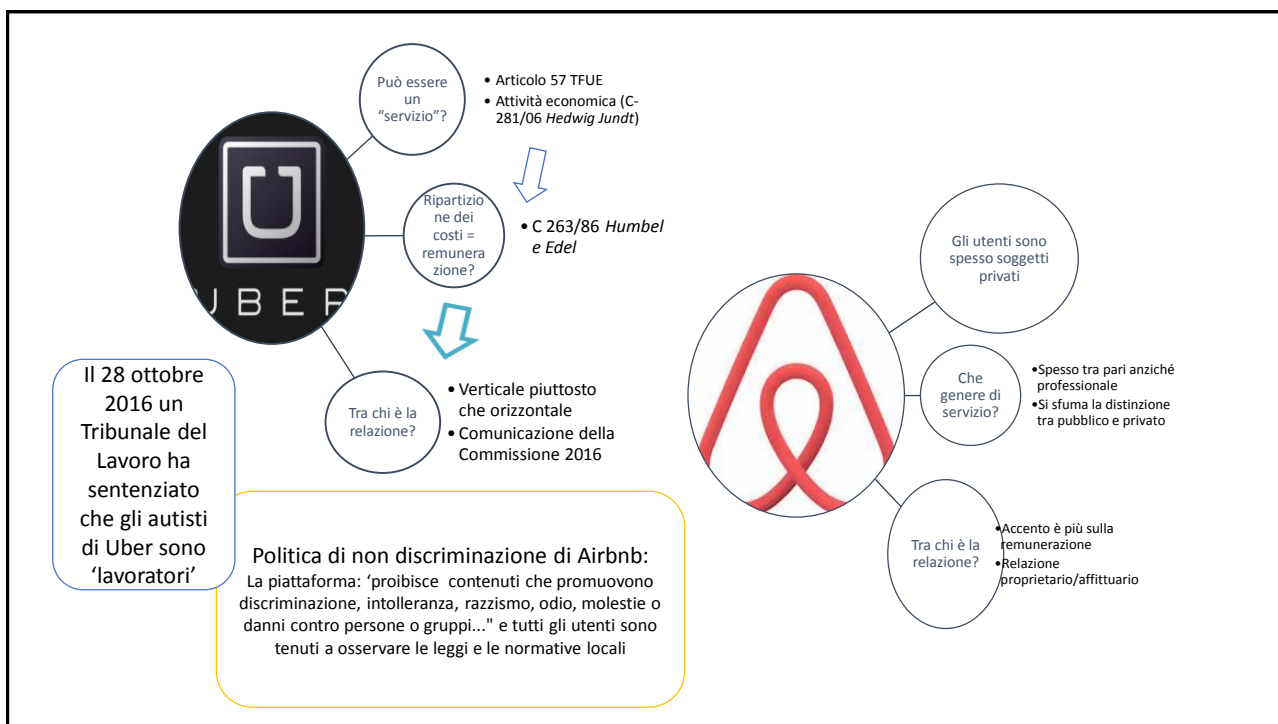 Può essere
un
“servizio”?
• Articolo 57 TFUE
• Attività economica (C-
281/06 Hedwig Jundt)
U
UBER
Ripartizio
ne dei
costi =
remunera
zione?
• C 263/86 Humbel
e Edel
Tra chi è la
relazione?
• Verticale piuttosto
che orizzontale
• Comunicazione della
Commissione 2016
Il 28 ottobre
2016 un
Tribunale del
Lavoro ha
sentenziato
che gli autisti
di Uber sono
‘lavoratori’
Politica di non discriminazione di Airbnb:
La piattaforma: ‘proibisce contenuti che promuovono
discriminazione, intolleranza, razzismo, odio, molestie o
danni contro persone o gruppi..." e tutti gli utenti sono
tenuti a osservare le leggi e le normative locali
Gli utenti sono
spesso soggetti
privati
Che
genere di
servizio?
•Spesso tra pari anziché
professionale
•Si sfuma la distinzione
tra pubblico e privato
Tra chi è la
relazione?
•Accento è più sulla
remunerazione
•Relazione
proprietario/affittuario